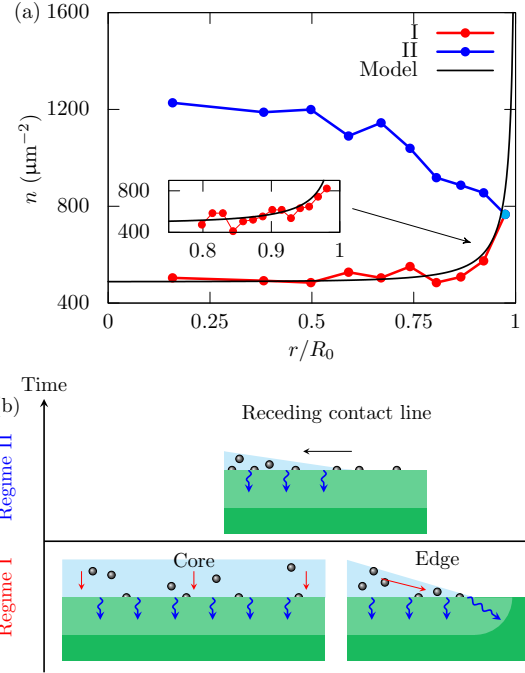 (a)
1600
1200
800
400
n (μm⁻²)
I
II
Model
800
400
0.8
0.9
1
0
0.25
0.5
0.75
1
r/R₀
b)
Time
Regime II
Receding contact line
Regime I
Core
Edge